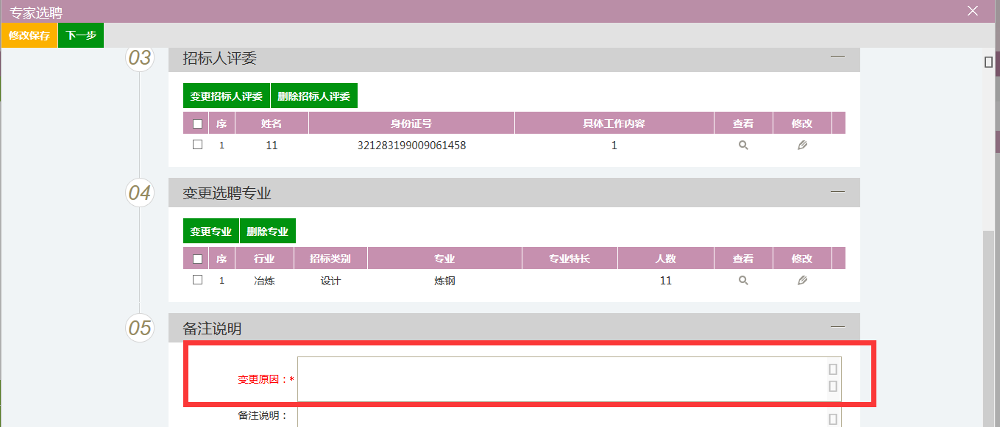 专家选聘
修改保存 下一步
03 招标人评委
变更招标人评委 删除招标人评委
序 姓名 身份证号 具体工作内容 查看 修改
1 11 321283199009061458 1
04 变更选聘专业
变更专业 删除专业
序 行业 招标类别 专业 专业特长 人数 查看 修改
1 冶炼 设计 炼钢 11
05 备注说明
变更原因：*
备注说明：